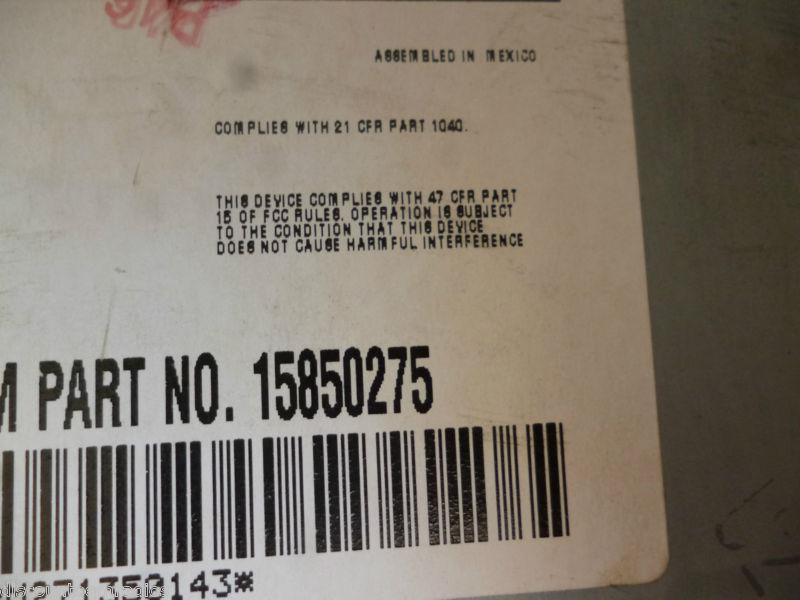 ASSEMBLED IN MEXICO
COMPLIES WITH 21 CFR PART 1040.
THIS DEVICE COMPLIES WITH 47 CFR PART
15 OF FCC RULES. OPERATION IS SUBJECT
TO THE CONDITION THAT THIS DEVICE
DOES NOT CAUSE HARMFUL INTERFERENCE
M PART NO. 15850275